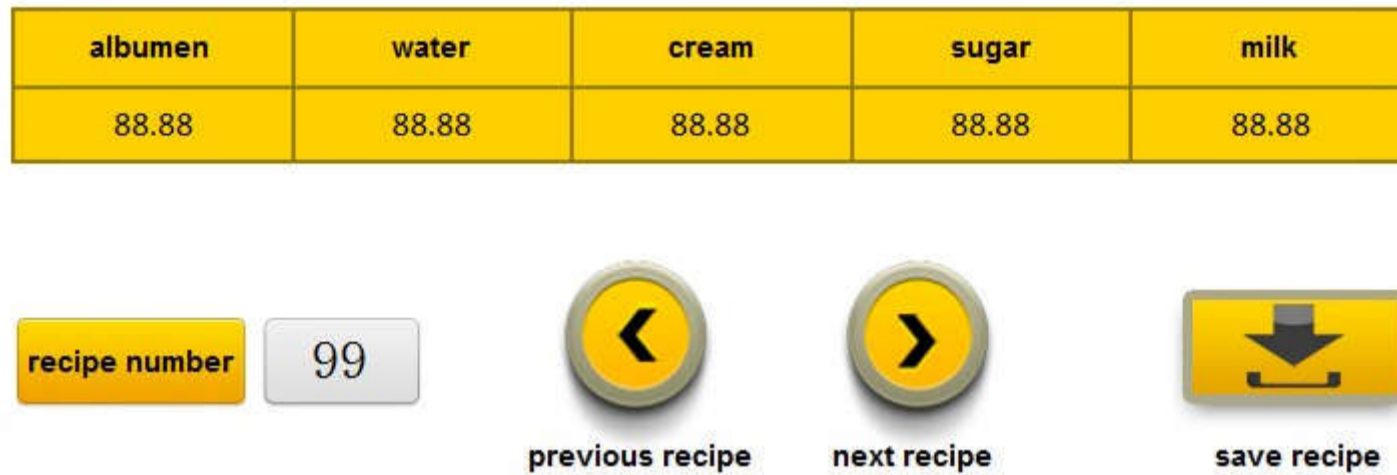 albumen water cream sugar milk
88.88 88.88 88.88 88.88 88.88
recipe number 99
previous recipe next recipe save recipe